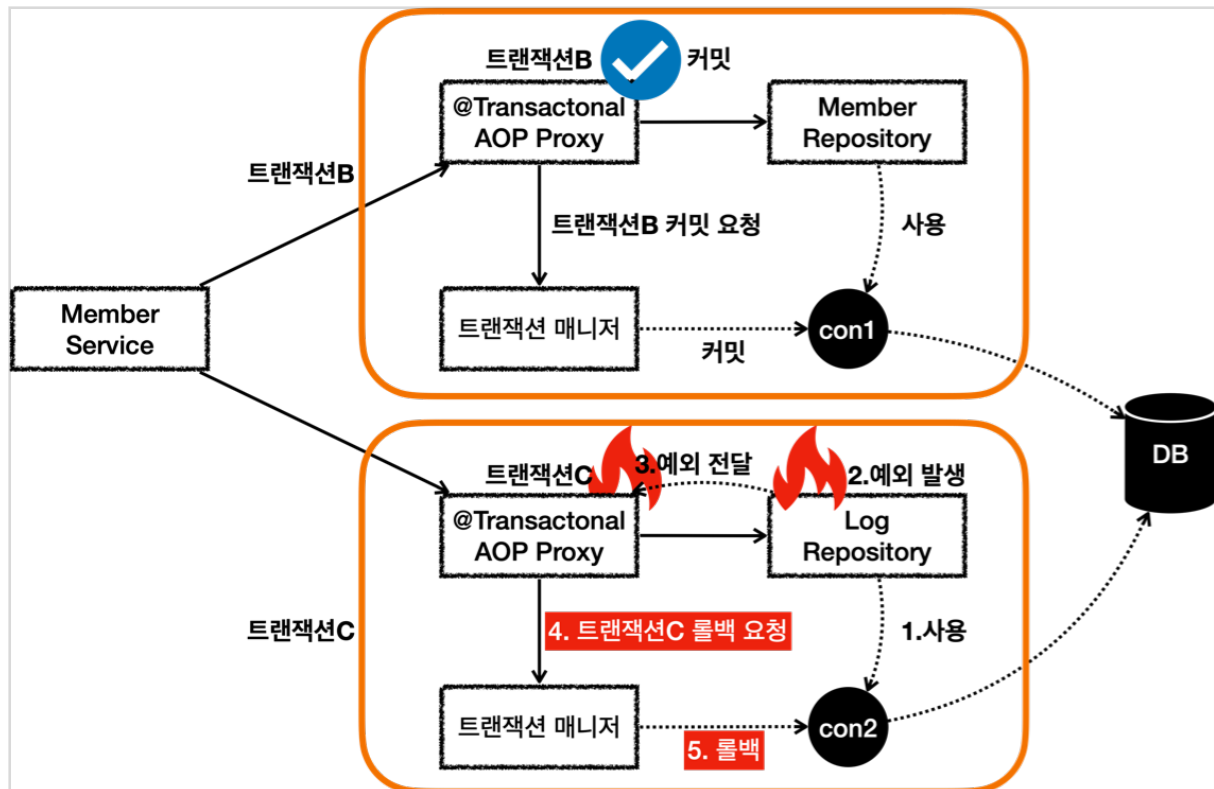 트랜잭션B
커밋
@Transactonal
AOP Proxy
Member
Repository
트랜잭션B
트랜잭션B 커밋 요청
사용
Member
Service
트랜잭션 매니저
커밋
con1
DB
트랜잭션C
3.예외 전달
2.예외 발생
@Transactonal
AOP Proxy
Log
Repository
트랜잭션C
4. 트랜잭션C 롤백 요청
1.사용
트랜잭션 매니저
5. 롤백
con2